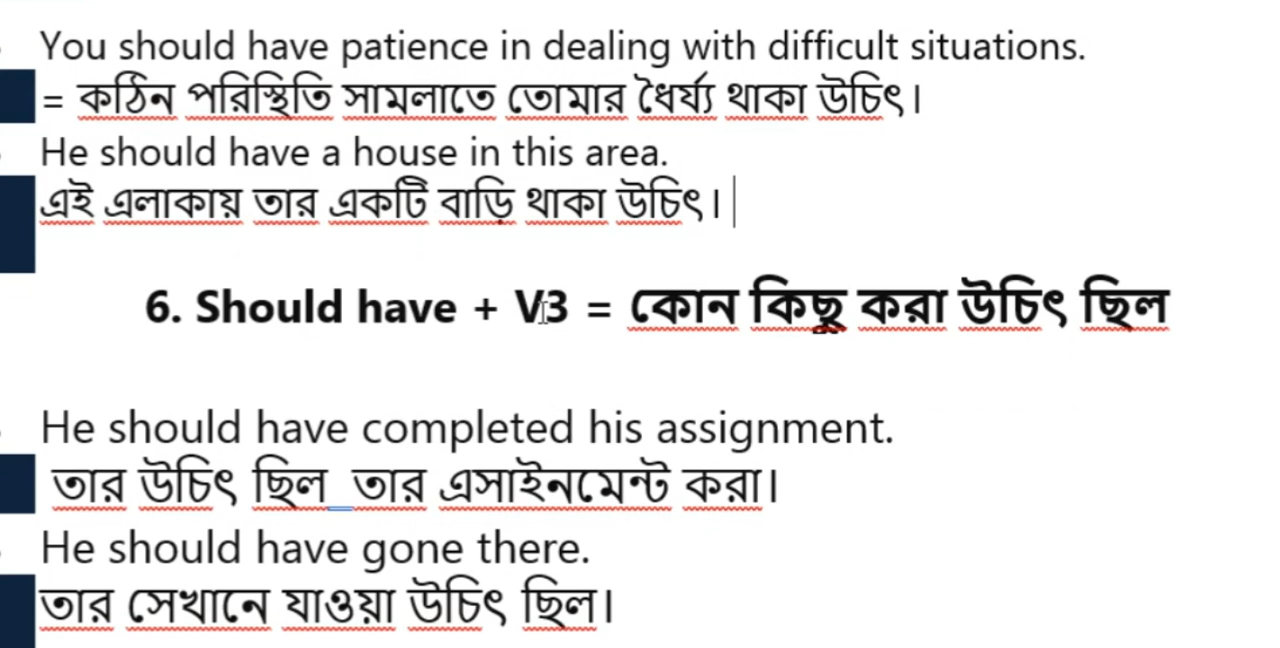 You should have patience in dealing with difficult situations.
= কঠিন পরিস্থিতি সামলাতে তোমার ধৈর্য্য থাকা উচিৎ।
He should have a house in this area.
এই এলাকায় তার একটি বাড়ি থাকা উচিৎ।
6. Should have + V3 = কোন কিছু করা উচিৎ ছিল
He should have completed his assignment.
তার উচিৎ ছিল তার এসাইনমেন্ট করা।
He should have gone there.
তার সেখানে যাওয়া উচিৎ ছিল।